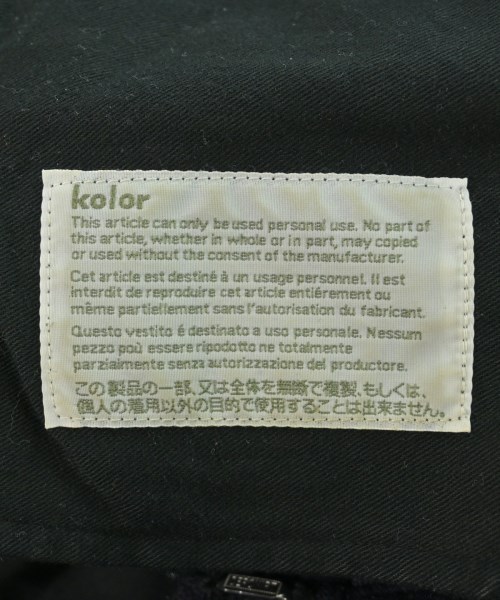 kolor
This article can only be used personal use. No part of
this article, whether in whole or in part, may copied
or used without the consent of the manufacturer.
Cet article est destiné à un usage personnel. Il est
interdit de reproduire cet article entiérement ou
même partiellement sans l'autorisation du fabricant.
Questo vestito é destinato a uso personale. Nessum
pezzo poù essere ripodotto ne totalmente
parzialmente senza autorizzazione del productore.
この製品の一部、又は全体を無断で複製、もしくは、
個人の着用以外の目的で使用することは出来ません。